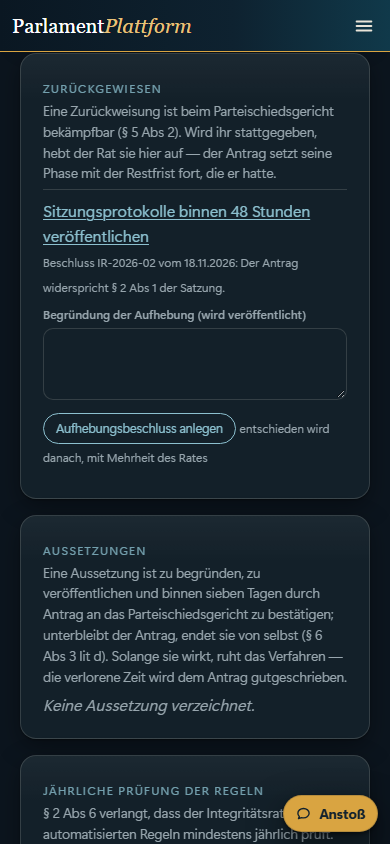 ParlamentPlattform
ZURÜCKGEWIESEN
Eine Zurückweisung ist beim Parteischiedsgericht
bekämpfbar (§ 5 Abs 2). Wird ihr stattgegeben,
hebt der Rat sie hier auf — der Antrag setzt seine
Phase mit der Restfrist fort, die er hatte.
Sitzungsprotokolle binnen 48 Stunden
veröffentlichen
Beschluss IR-2026-02 vom 18.11.2026: Der Antrag
widerspricht § 2 Abs 1 der Satzung.
Begründung der Aufhebung (wird veröffentlicht)
Aufhebungsbeschluss anlegen entschieden wird
danach, mit Mehrheit des Rates
AUSSETZUNGEN
Eine Aussetzung ist zu begründen, zu
veröffentlichen und binnen sieben Tagen durch
Antrag an das Parteischiedsgericht zu bestätigen;
unterbleibt der Antrag, endet sie von selbst (§ 6
Abs 3 lit d). Solange sie wirkt, ruht das Verfahren —
die verlorene Zeit wird dem Antrag gutgeschrieben.
Keine Aussetzung verzeichnet.
JÄHRLICHE PRÜFUNG DER REGELN
§ 2 Abs 6 verlangt, dass der Integritätsrat
automatisierten Regeln mindestens jährlich prüft.
Anstoß